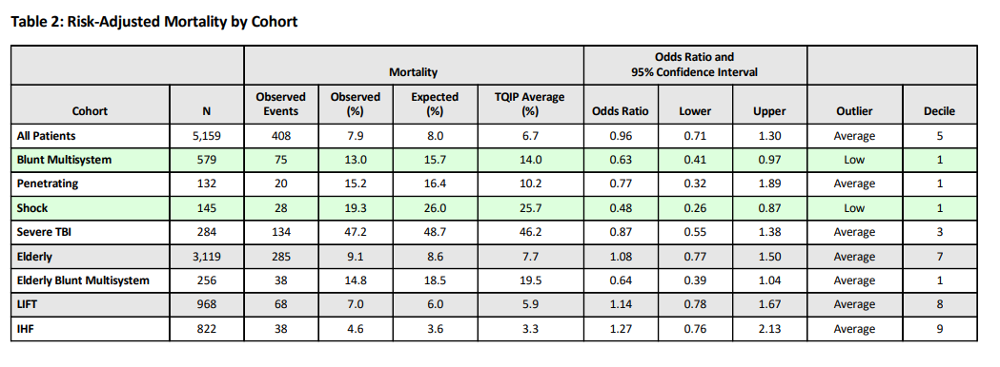 Table 2: Risk-Adjusted Mortality by Cohort
Mortality
Odds Ratio and
95% Confidence Interval
Cohort N Observed Events Observed (%) Expected (%) TQIP Average (%) Odds Ratio Lower Upper Outlier Decile
All Patients 5,159 408 7.9 8.0 6.7 0.96 0.71 1.30 Average 5
Blunt Multisystem 579 75 13.0 15.7 14.0 0.63 0.41 0.97 Low 1
Penetrating 132 20 15.2 16.4 10.2 0.77 0.32 1.89 Average 1
Shock 145 28 19.3 26.0 25.7 0.48 0.26 0.87 Low 1
Severe TBI 284 134 47.2 48.7 46.2 0.87 0.55 1.38 Average 3
Elderly 3,119 285 9.1 8.6 7.7 1.08 0.77 1.50 Average 7
Elderly Blunt Multisystem 256 38 14.8 18.5 19.5 0.64 0.39 1.04 Average 1
LIFT 968 68 7.0 6.0 5.9 1.14 0.78 1.67 Average 8
IHF 822 38 4.6 3.6 3.3 1.27 0.76 2.13 Average 9